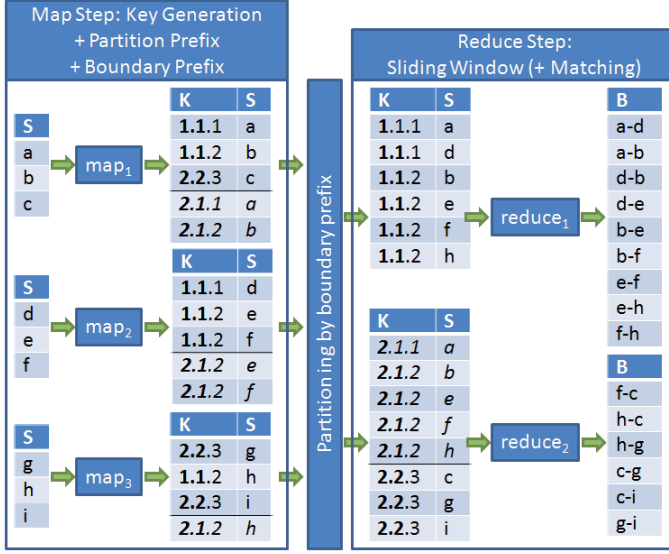 Map Step: Key Generation
+ Partition Prefix
+ Boundary Prefix
S
a
b
c
map1
K S
1.1.1 a
1.1.2 b
2.2.3 c
2.1.1 a
2.1.2 b
S
d
e
f
map2
K S
1.1.1 d
1.1.2 e
1.1.2 f
2.1.2 e
2.1.2 f
S
g
h
i
map3
K S
2.2.3 g
1.1.2 h
2.2.3 i
2.1.2 h
Partitioning by boundary prefix
Reduce Step:
Sliding Window (+ Matching)
K S
1.1.1 a
1.1.1 d
1.1.2 b
1.1.2 e
1.1.2 f
1.1.2 h
reduce1
B
a-d
a-b
d-b
d-e
b-e
b-f
e-f
e-h
f-h
K S
2.1.1 a
2.1.2 b
2.1.2 e
2.1.2 f
2.1.2 h
2.2.3 c
2.2.3 g
2.2.3 i
reduce2
B
f-c
h-c
h-g
c-g
c-i
g-i